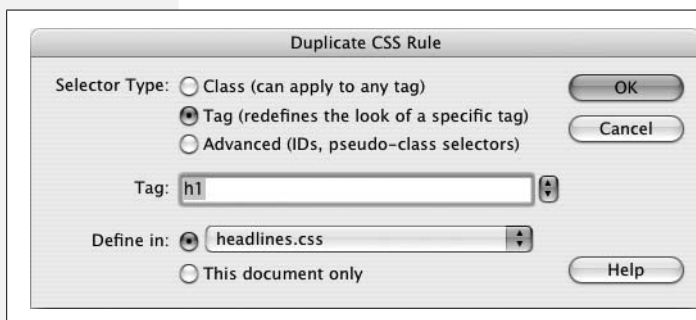 Duplicate CSS Rule
Selector Type: Class (can apply to any tag)
Tag (redefines the look of a specific tag)
Advanced (IDs, pseudo-class selectors)
Tag: h1
Define in: headlines.css
This document only
OK
Cancel
Help